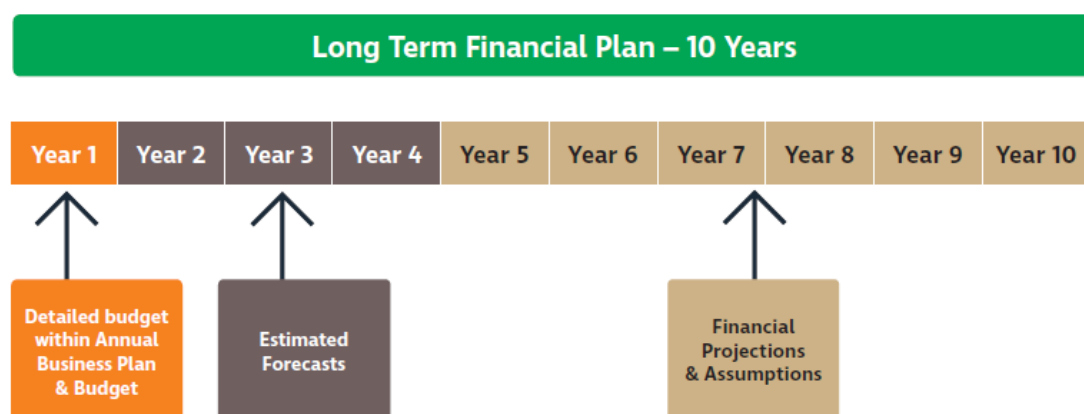 Long Term Financial Plan – 10 Years
Year 1
Year 2
Year 3
Year 4
Year 5
Year 6
Year 7
Year 8
Year 9
Year 10
Detailed budget
within Annual
Business Plan
& Budget
Estimated
Forecasts
Financial
Projections
& Assumptions